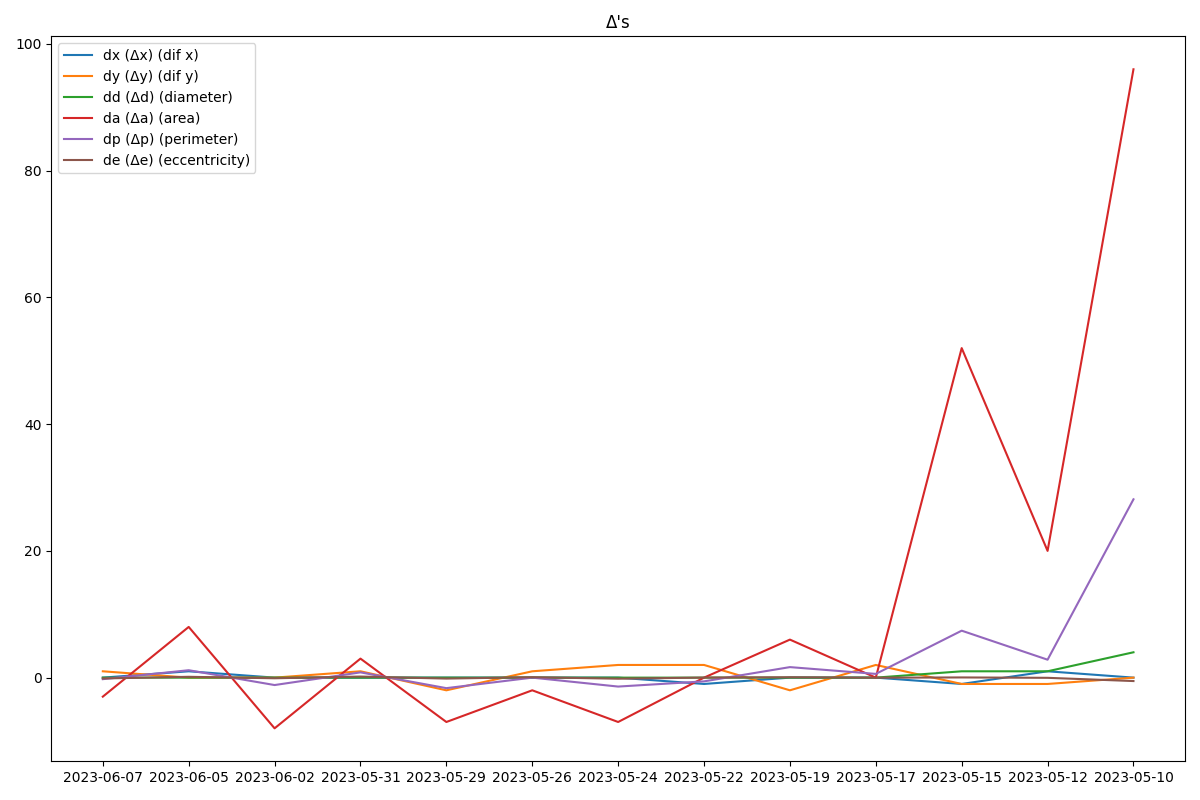 Δ's
dx (Δx) (dif x)
dy (Δy) (dif y)
dd (Δd) (diameter)
da (Δa) (area)
dp (Δp) (perimeter)
de (Δe) (eccentricity)
100
80
60
40
20
0
2023-06-07 2023-06-05 2023-06-02 2023-05-31 2023-05-29 2023-05-26 2023-05-24 2023-05-22 2023-05-19 2023-05-17 2023-05-15 2023-05-12 2023-05-10